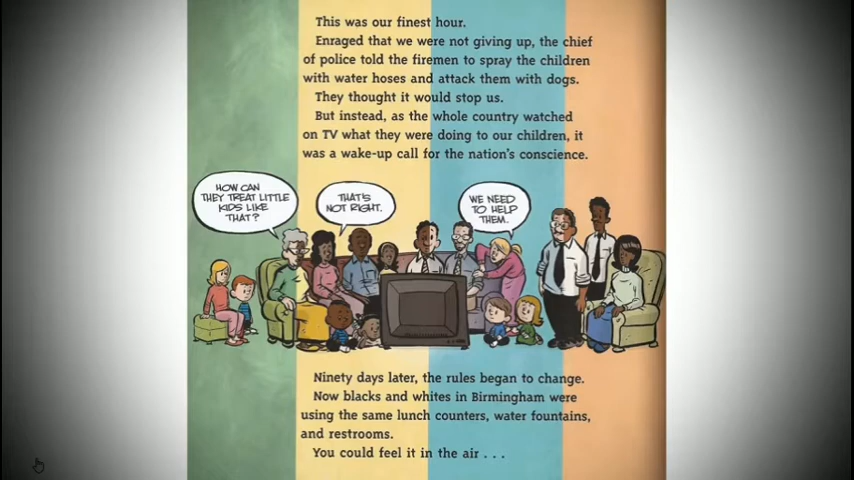 This was our finest hour.
Enraged that we were not giving up, the chief
of police told the firemen to spray the children
with water hoses and attack them with dogs.
They thought it would stop us.
But instead, as the whole country watched
on TV what they were doing to our children, it
was a wake-up call for the nation's conscience.
HOW CAN
THEY TREAT LITTLE
KIDS LIKE
THAT?
THAT'S
NOT RIGHT.
WE NEED
TO HELP
THEM.
Ninety days later, the rules began to change.
Now blacks and whites in Birmingham were
using the same lunch counters, water fountains,
and restrooms.
You could feel it in the air . . .